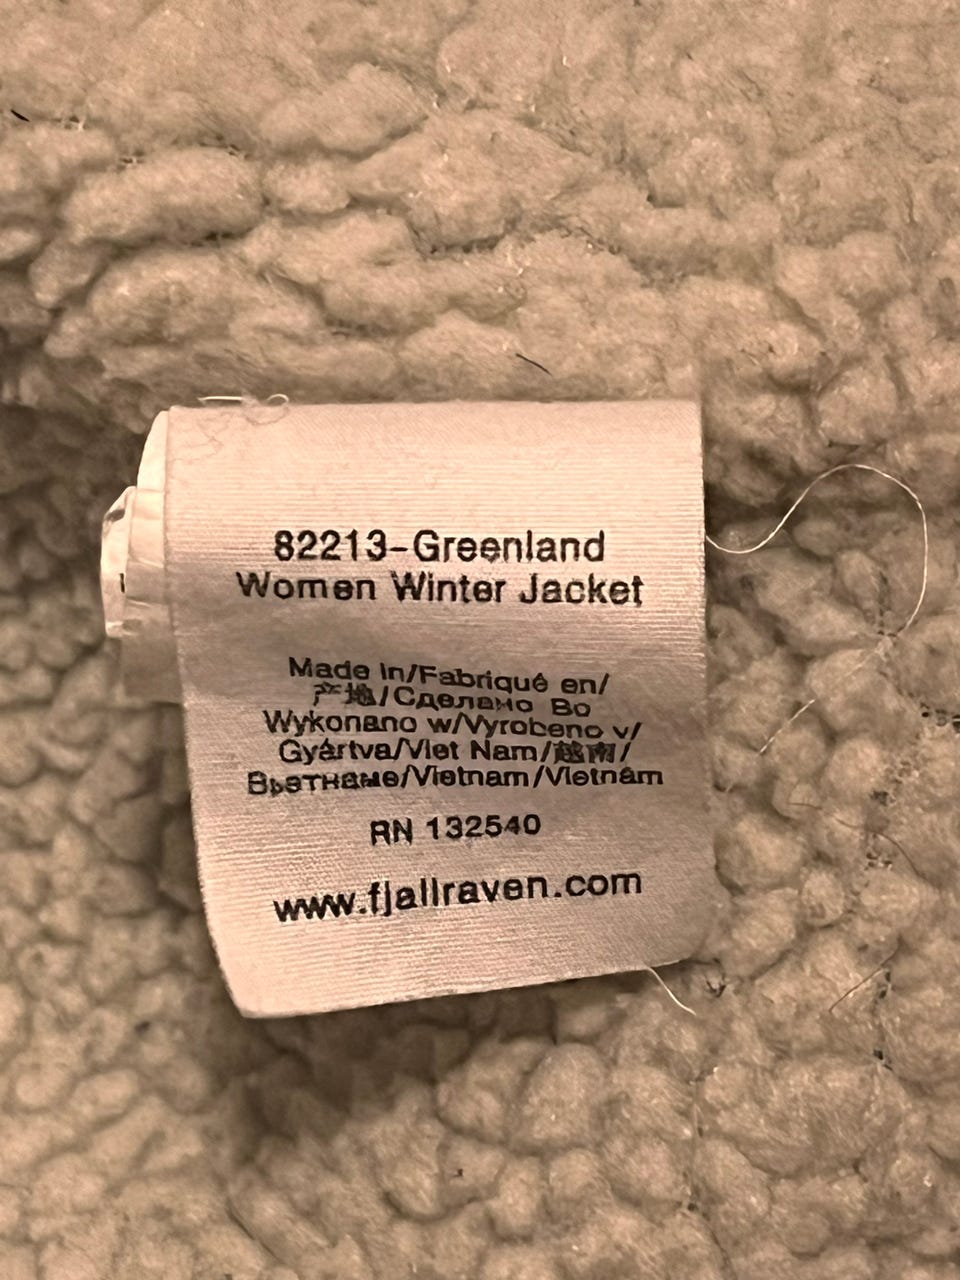 82213-Greenland
Women Winter Jacket
Made in/Fabriqué en/
产地/Сделано Во
Wykonano w/Vyrobeno v/
Gyártva/Viet Nam/越南/
Вьетнаме/Vietnam/Vietnám
RN 132540
www.fjallraven.com